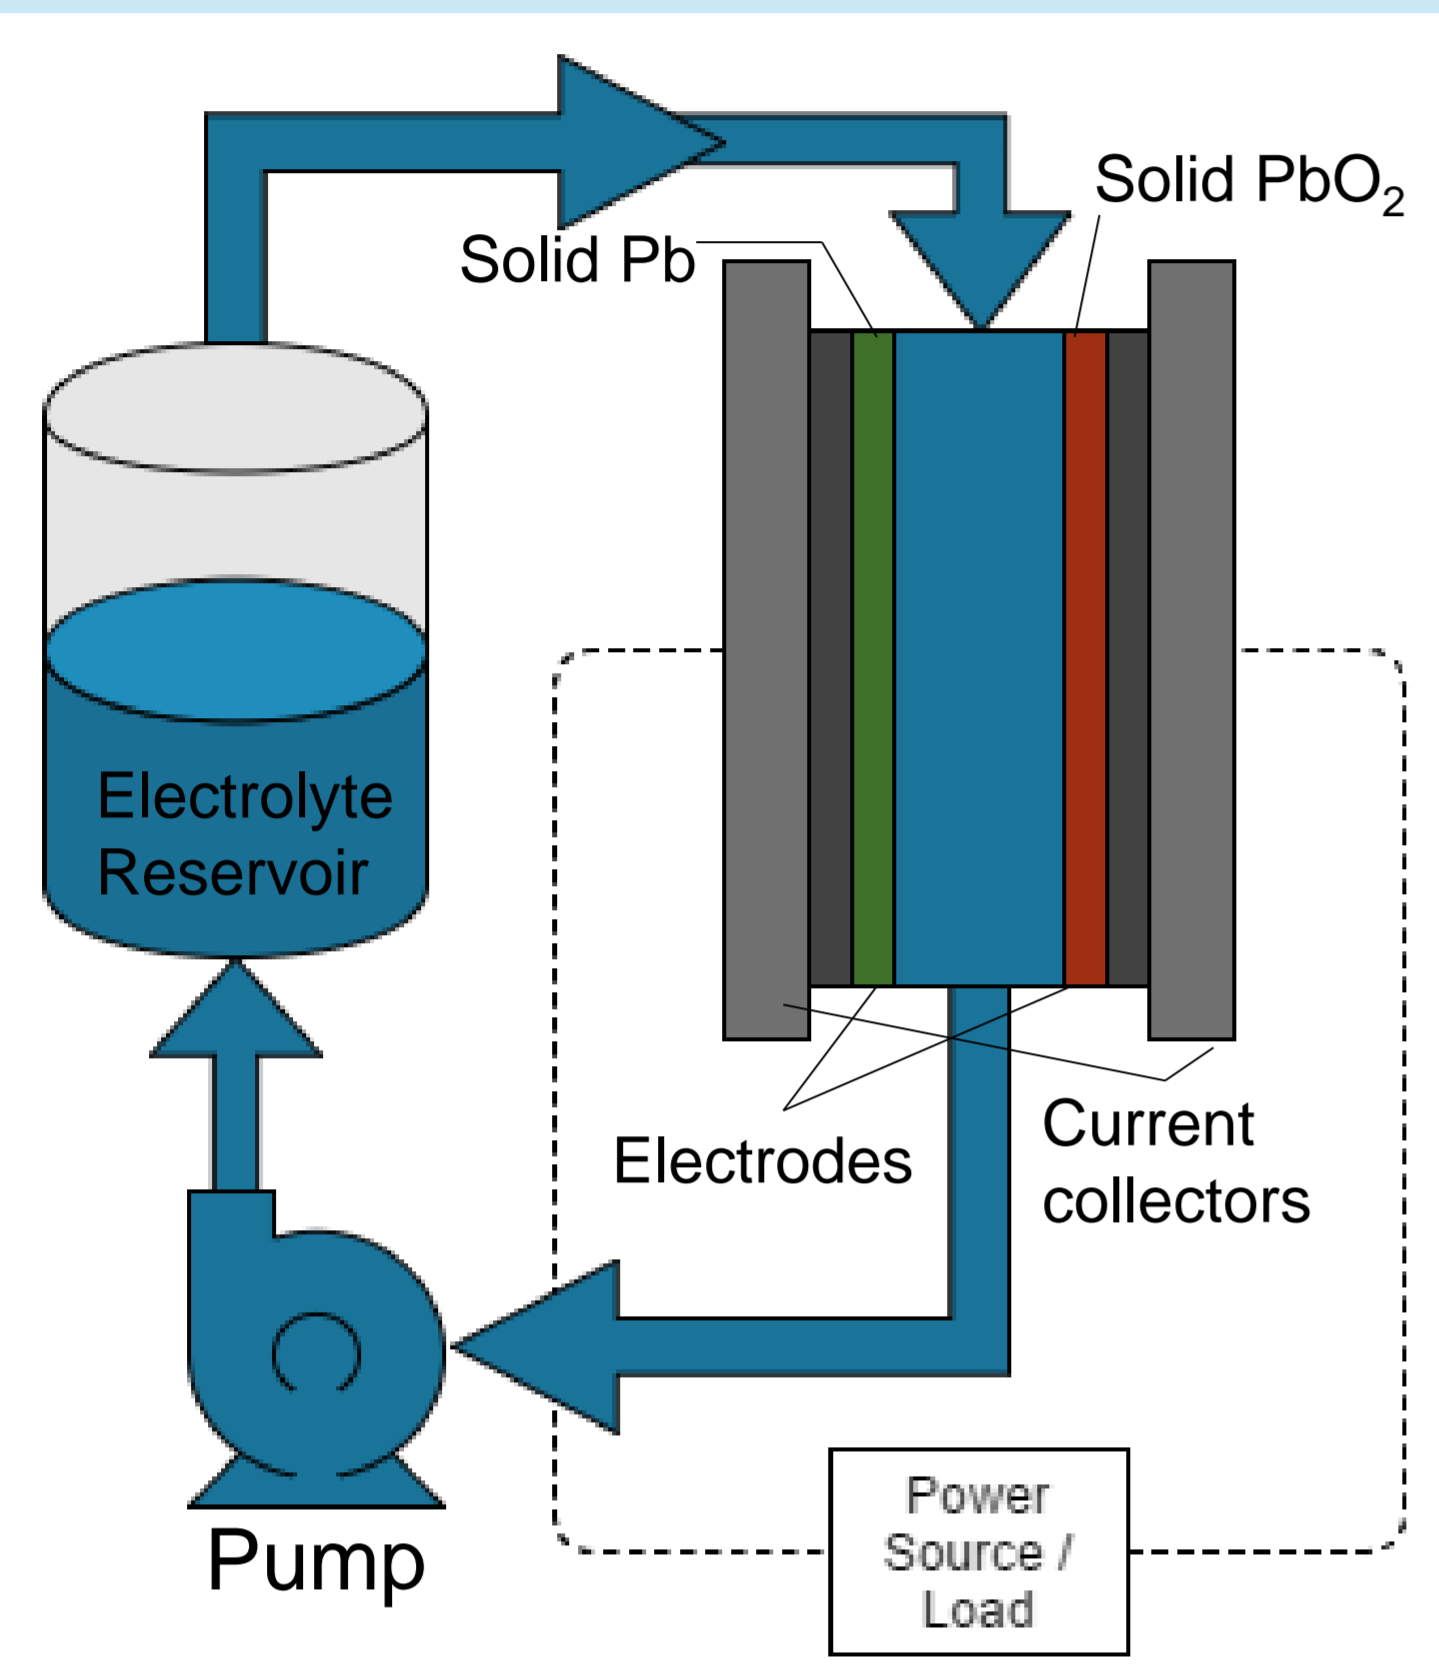 Solid PbO₂
Solid Pb
Electrolyte
Reservoir
Electrodes
Current
collectors
Pump
Power
Source /
Load